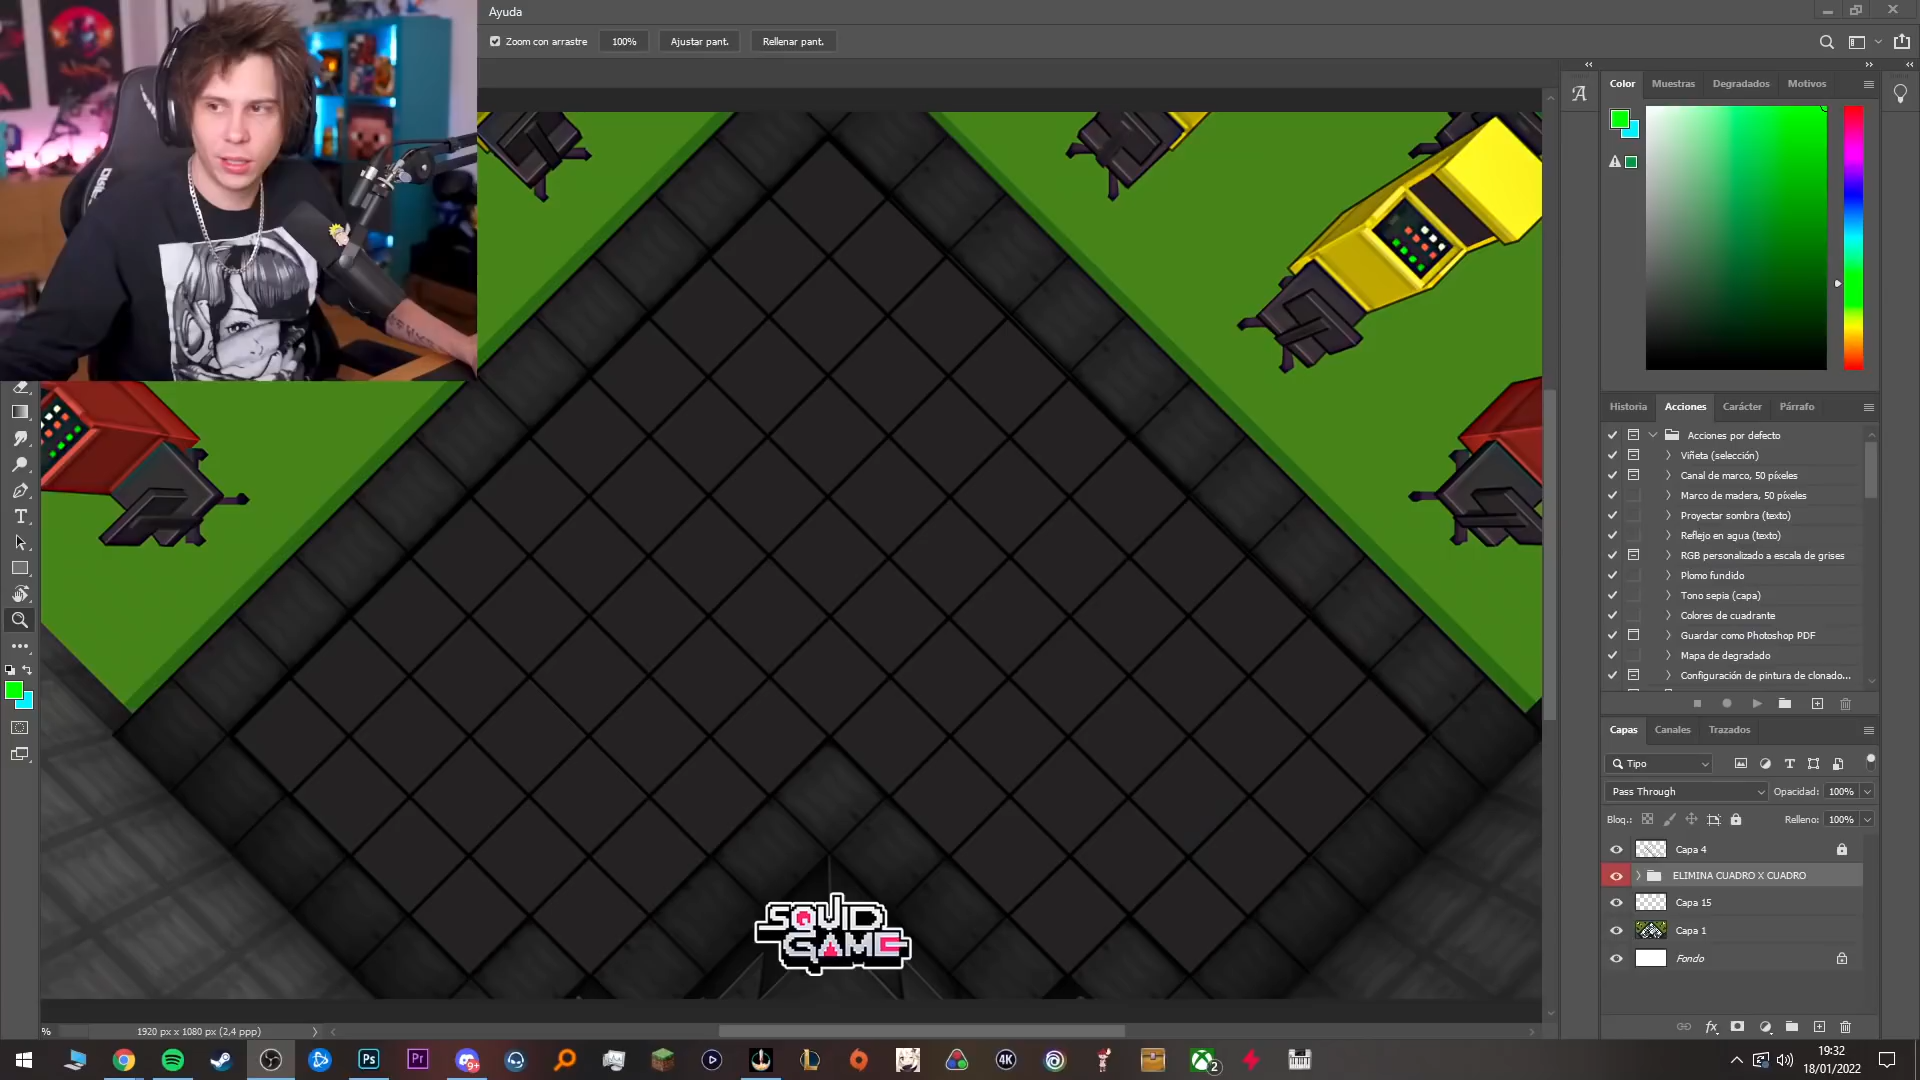 Ayuda
Zoom con arrastre
100%
Ajustar pant.
Rellenar pant.
Color
Muestras
Degradados
Motivos
Historia
Acciones
Carácter
Párrafo
Acciones por defecto
Viñeta (selección)
Canal de marco, 50 píxeles
Marco de madera, 50 píxeles
Proyectar sombra (texto)
Reflejo en agua (texto)
RGB personalizado a escala de grises
Plomo fundido
Tono sepia (capa)
Colores de cuadrante
Guardar como Photoshop PDF
Mapa de degradado
Configuración de pintura de clonado...
Capas
Canales
Trazados
Tipo
Pass Through
Opacidad: 100%
Bloq.:
Relleno: 100%
Capa 4
ELIMINA CUADRO X CUADRO
Capa 15
Capa 1
Fondo
SQUID
GAME
%
1920 px x 1080 px (2,4 ppp)
Ps
Pr
9+
4K
2
19:32
18/01/2022